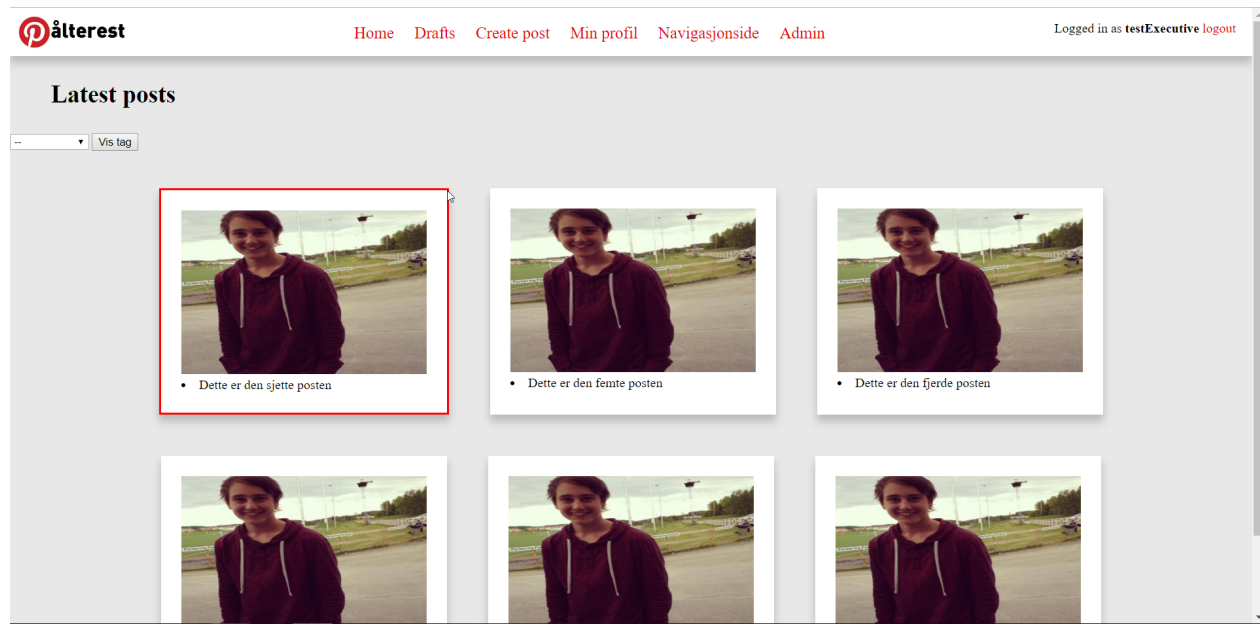 pålterest
Home Drafts Create post Min profil Navigasjonside Admin
Logged in as testExecutive logout
Latest posts
-- Vis tag
Dette er den sjette posten
Dette er den femte posten
Dette er den fjerde posten